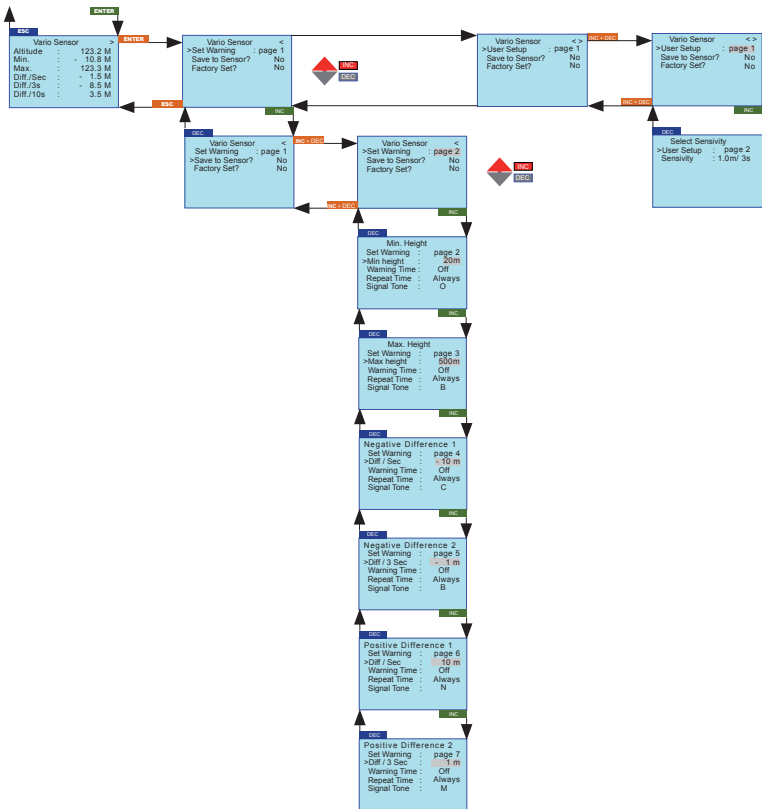 ENTER
ESC
Vario Sensor >
Altitude : 123.2 M
Min. : - 10.8 M
Max. : 123.3 M
Diff./Sec : - 1.5 M
Diff./3s : - 8.5 M
Diff./10s : 3.5 M
ENTER
ESC
Vario Sensor <
>Set Warning : page 1
Save to Sensor? No
Factory Set? No
INC
INC
DEC
Vario Sensor < >
>User Setup : page 1
Save to Sensor? No
Factory Set? No
INC + DEC
INC + DEC
Vario Sensor < >
>User Setup : page 1
Save to Sensor? No
Factory Set? No
INC
DEC
Select Sensivity
>User Setup : page 2
Sensivity : 1.0m/ 3s
DEC
Vario Sensor <
Set Warning : page 1
>Save to Sensor? No
Factory Set? No
INC + DEC
INC + DEC
Vario Sensor <
>Set Warning : page 2
Save to Sensor? No
Factory Set? No
INC
INC
DEC
DEC
Min. Height
Set Warning : page 2
>Min height : 20m
Warning Time : Off
Repeat Time : Always
Signal Tone : O
INC
DEC
Max. Height
Set Warning : page 3
>Max height : 500m
Warning Time : Off
Repeat Time : Always
Signal Tone : B
INC
DEC
Negative Difference 1
Set Warning : page 4
>Diff / Sec : - 10 m
Warning Time : Off
Repeat Time : Always
Signal Tone : C
INC
DEC
Negative Difference 2
Set Warning : page 5
>Diff / 3 Sec : - 1 m
Warning Time : Off
Repeat Time : Always
Signal Tone : B
INC
DEC
Positive Difference 1
Set Warning : page 6
>Diff / Sec : 10 m
Warning Time : Off
Repeat Time : Always
Signal Tone : N
INC
DEC
Positive Difference 2
Set Warning : page 7
>Diff / 3 Sec : 1 m
Warning Time : Off
Repeat Time : Always
Signal Tone : M